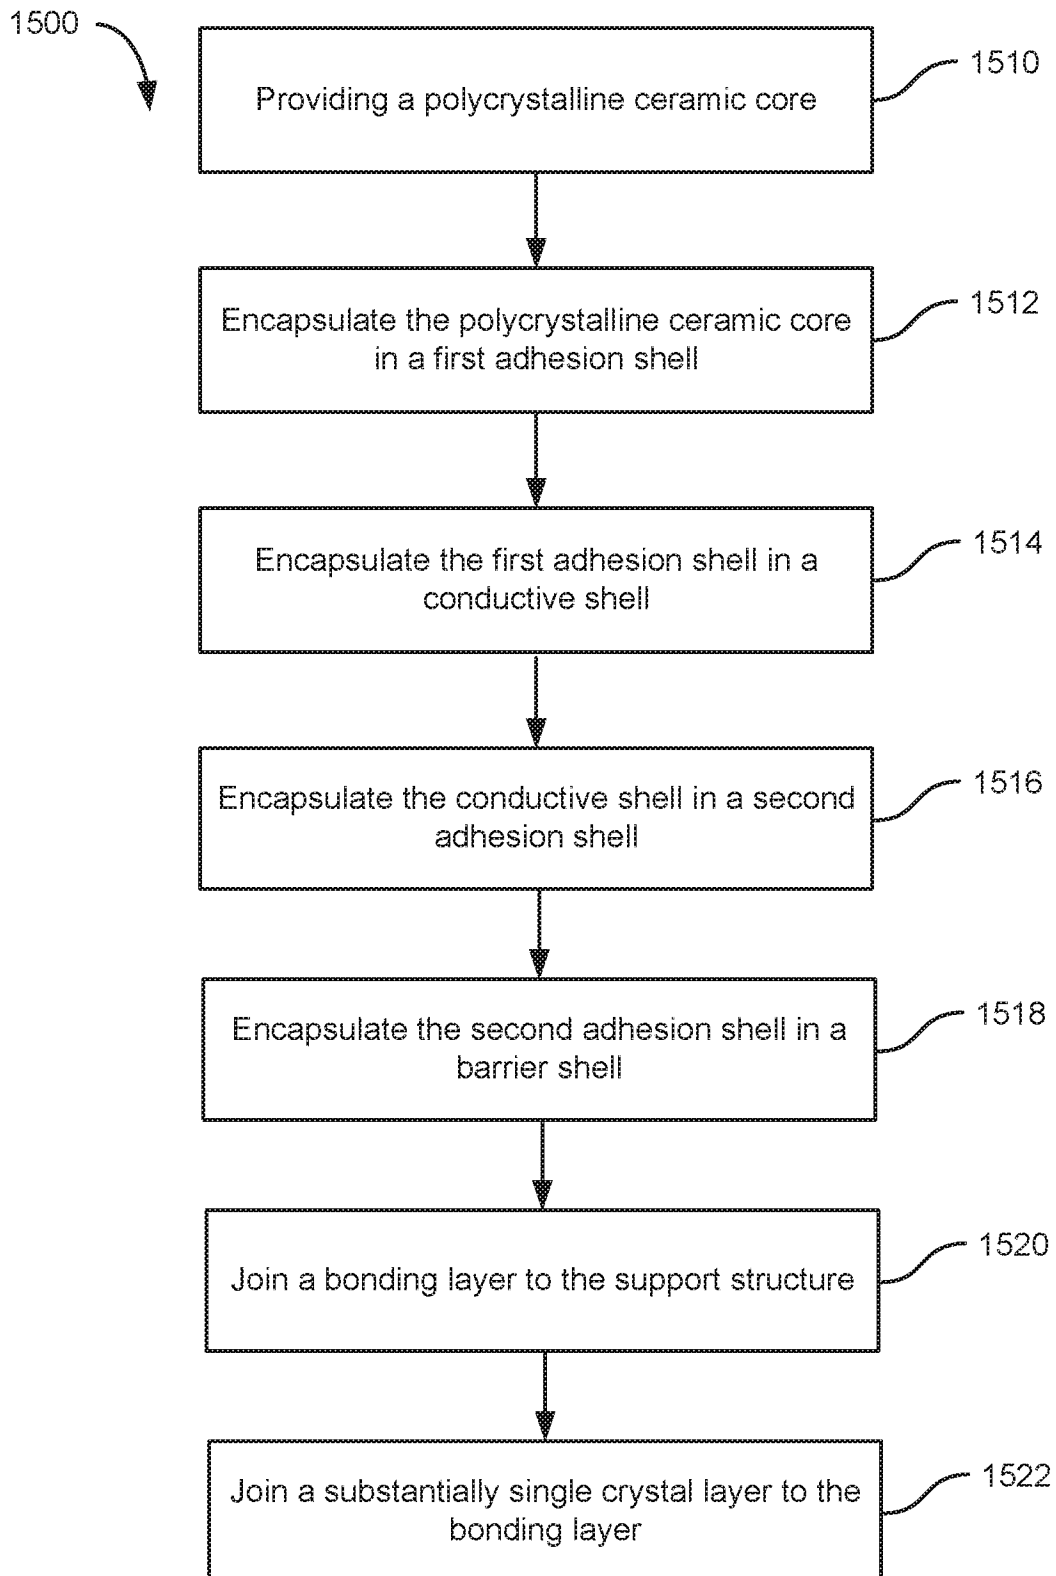 1500
Providing a polycrystalline ceramic core
1510
Encapsulate the polycrystalline ceramic core
in a first adhesion shell
1512
Encapsulate the first adhesion shell in a
conductive shell
1514
Encapsulate the conductive shell in a second
adhesion shell
1516
Encapsulate the second adhesion shell in a
barrier shell
1518
Join a bonding layer to the support structure
1520
Join a substantially single crystal layer to the
bonding layer
1522